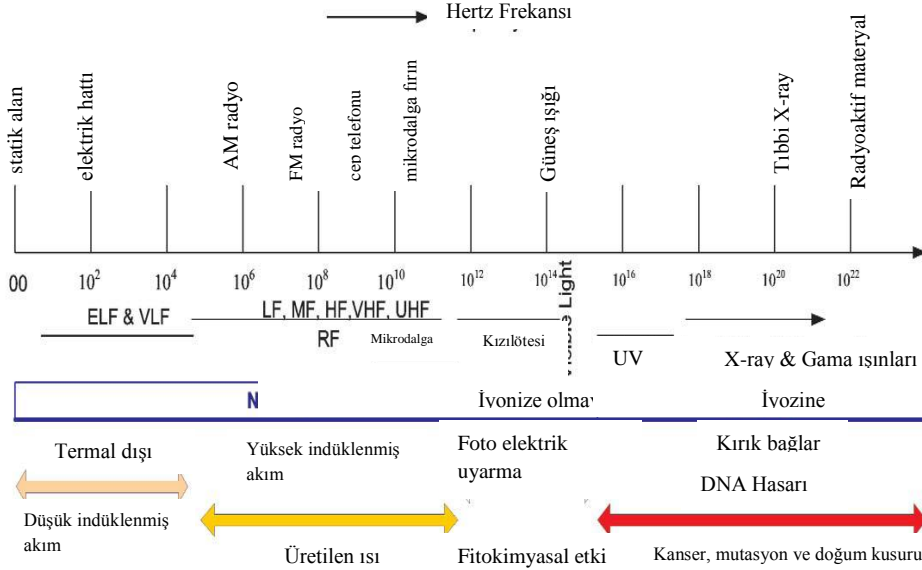 Hertz Frekansı
statik alan
elektrik hattı
AM radyo
FM radyo
cep telefonu
mikrodalga fırın
Güneş ışığı
Tıbbi X-ray
Radyoaktif materyal
00 10² 10⁴ 10⁶ 10⁸ 10¹⁰ 10¹² 10¹⁴ 10¹⁶ 10¹⁸ 10²⁰ 10²²
ELF & VLF
LF, MF, HF,VHF, UHF
RF
Mikrodalga
Kızılötesi
Visible Light
UV
X-ray & Gama ışınları
N
İyonize olma
İyozine
Termal dışı
Yüksek indüklenmiş
akım
Foto elektrik
uyarma
Kırık bağlar
DNA Hasarı
Düşük indüklenmiş
akım
Üretilen ısı
Fitokimyasal etki
Kanser, mutasyon ve doğum kusuru